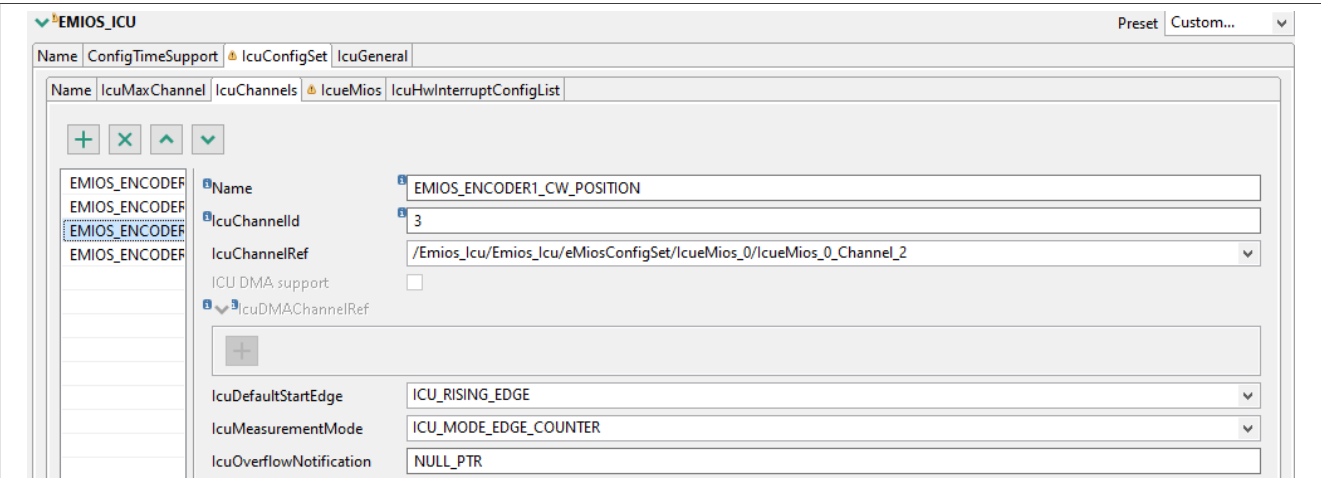 EMIOS_ICU
Preset Custom...
Name ConfigTimeSupport IcuConfigSet IcuGeneral
Name IcuMaxChannel IcuChannels IcueMios IcuHwInterruptConfigList
EMIOS_ENCODER
EMIOS_ENCODER
EMIOS_ENCODER
EMIOS_ENCODER
Name EMIOS_ENCODER1_CW_POSITION
IcuChannelId 3
IcuChannelRef /Emios_Icu/Emios_Icu/eMiosConfigSet/IcueMios_0/IcueMios_0_Channel_2
ICU DMA support
IcuDMAChannelRef
IcuDefaultStartEdge ICU_RISING_EDGE
IcuMeasurementMode ICU_MODE_EDGE_COUNTER
IcuOverflowNotification NULL_PTR